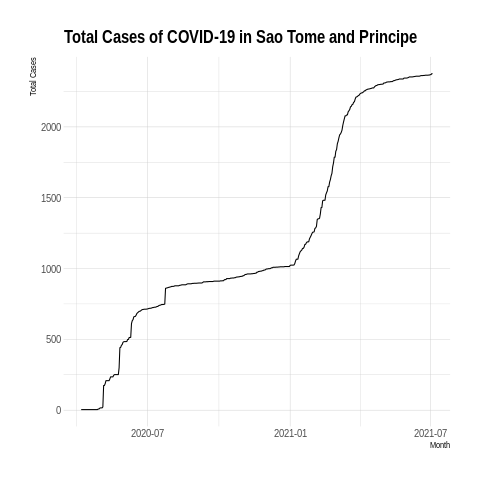 Total Cases of COVID-19 in Sao Tome and Principe
Total Cases
2000
1500
1000
500
0
2020-07 2021-01 2021-07
Month